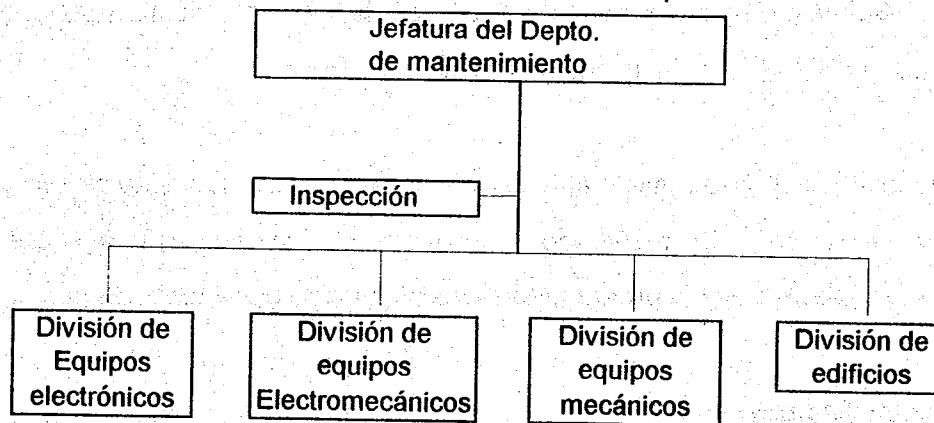 Jefatura del Depto.
de mantenimiento
Inspección
División de
Equipos
electrónicos
División de
equipos
Electromecánicos
División de
equipos
mecánicos
División de
edificios